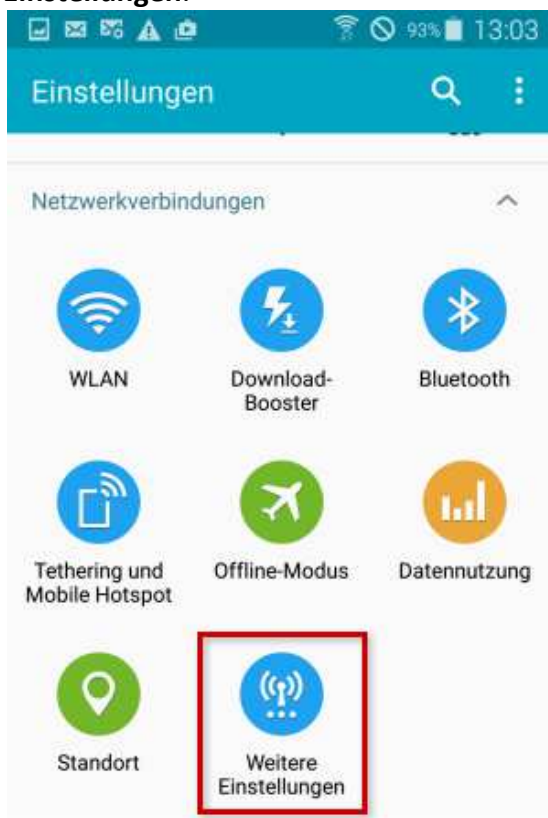 Einstellungen.
93% 13:03
Einstellungen
Netzwerkverbindungen
WLAN
Download-
Booster
Bluetooth
Tethering und
Mobile Hotspot
Offline-Modus
Datennutzung
Standort
Weitere
Einstellungen